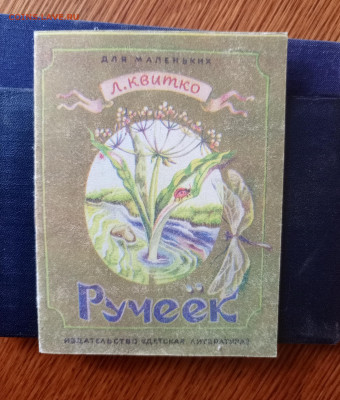 ДЛЯ МАЛЕНЬКИХ
Л. КВИТКО
Ручеёк
ИЗДАТЕЛЬСТВО «ДЕТСКАЯ ЛИТЕРАТУРА»